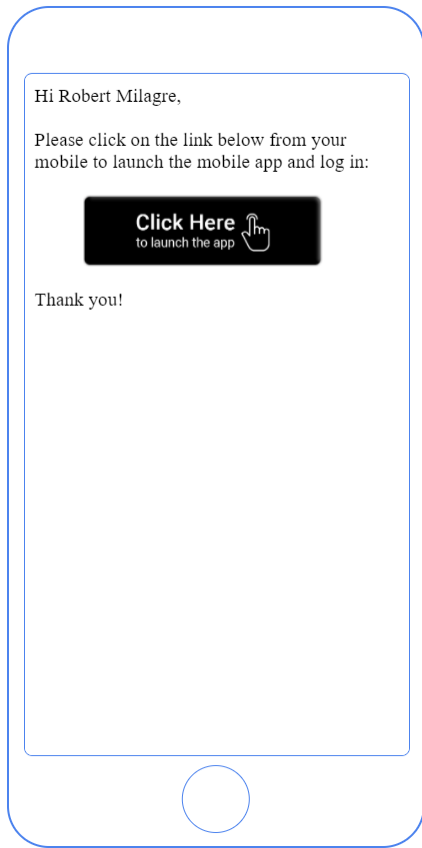 Hi Robert Milagre,
Please click on the link below from your
mobile to launch the mobile app and log in:
Click Here
to launch the app
Thank you!